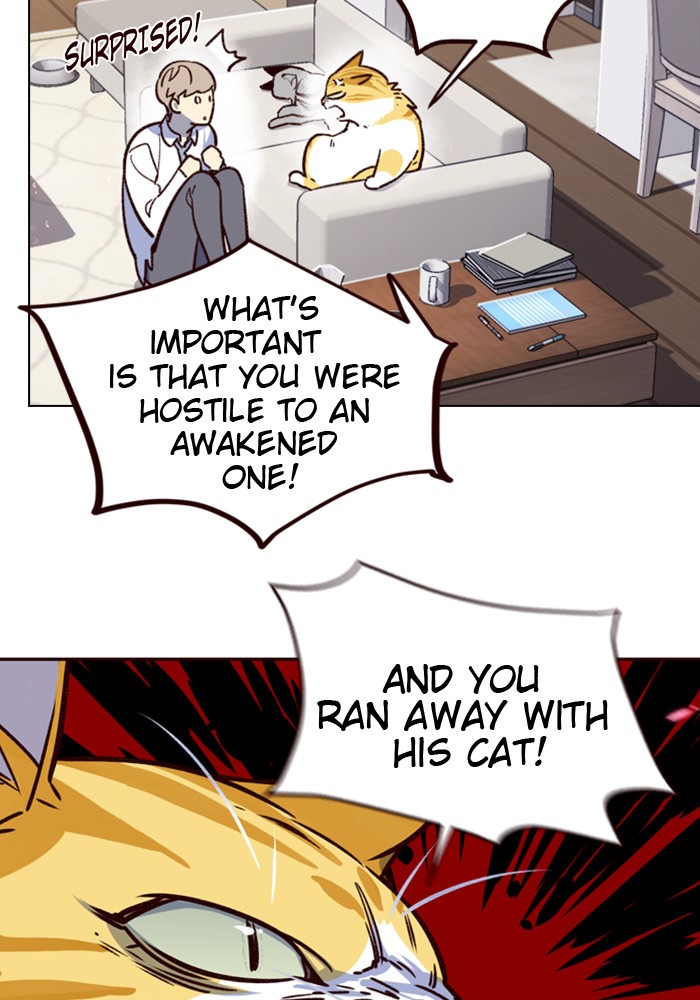 SURPRISED!
WHAT'S
IMPORTANT
IS THAT YOU WERE
HOSTILE TO AN
AWAKENED
ONE!
AND YOU
RAN AWAY WITH
HIS CAT!